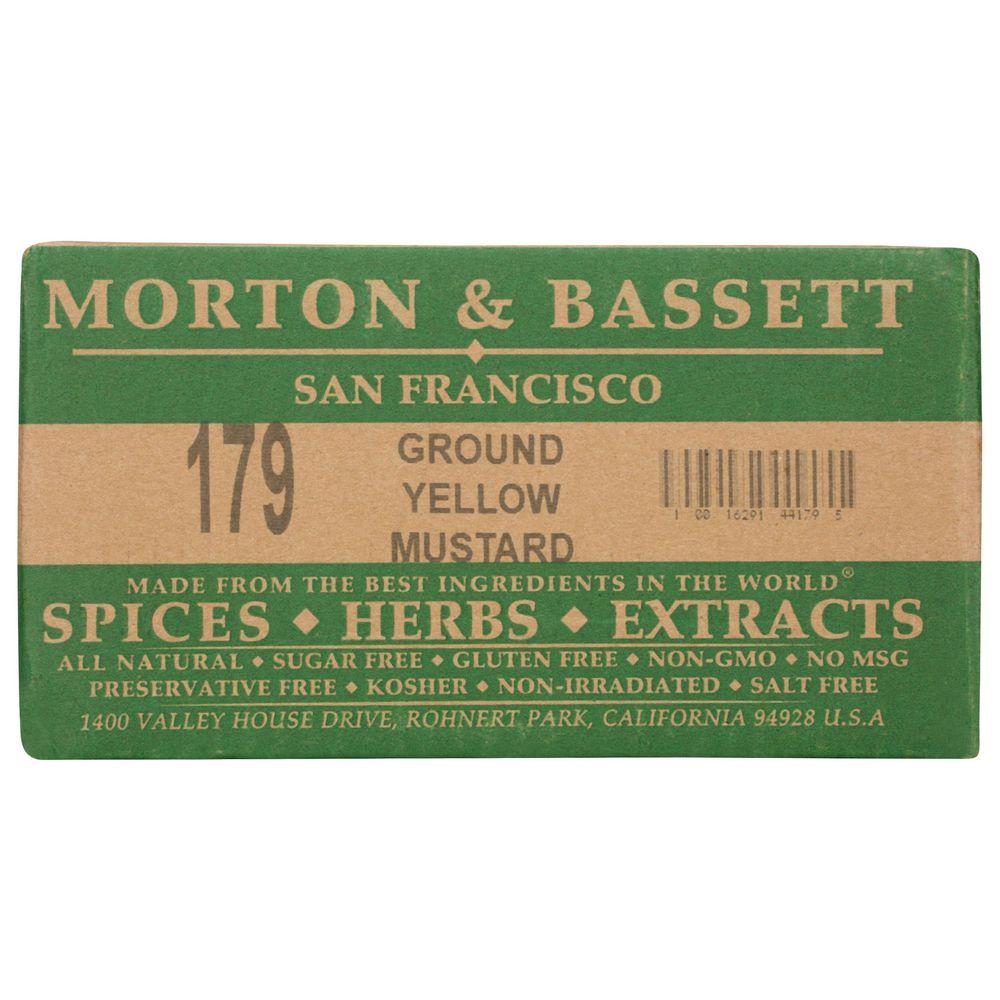 MORTON & BASSETT
SAN FRANCISCO
179
GROUND
YELLOW
MUSTARD
1 00 16291 44179 5
MADE FROM THE BEST INGREDIENTS IN THE WORLD®
SPICES ◆ HERBS ◆ EXTRACTS
ALL NATURAL ◆ SUGAR FREE ◆ GLUTEN FREE ◆ NON-GMO ◆ NO MSG
PRESERVATIVE FREE ◆ KOSHER ◆ NON-IRRADIATED ◆ SALT FREE
1400 VALLEY HOUSE DRIVE, ROHNERT PARK, CALIFORNIA 94928 U.S.A